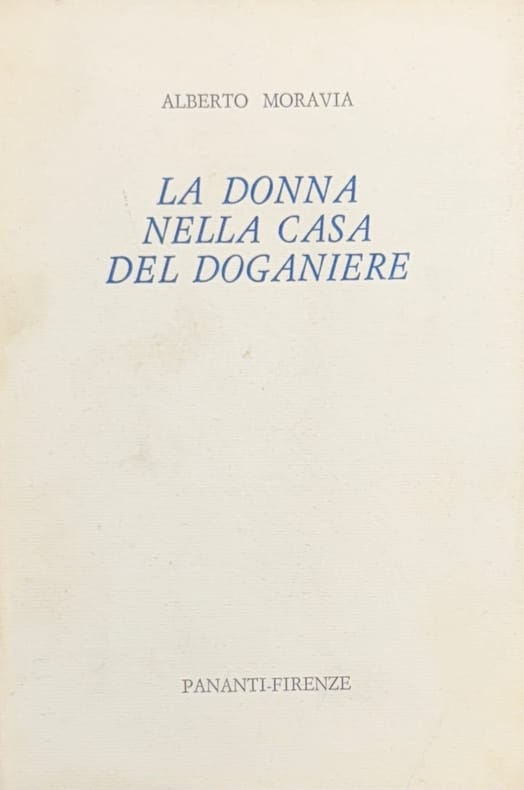 ALBERTO MORAVIA
LA DONNA
NELLA CASA
DEL DOGANIERE
PANANTI-FIRENZE